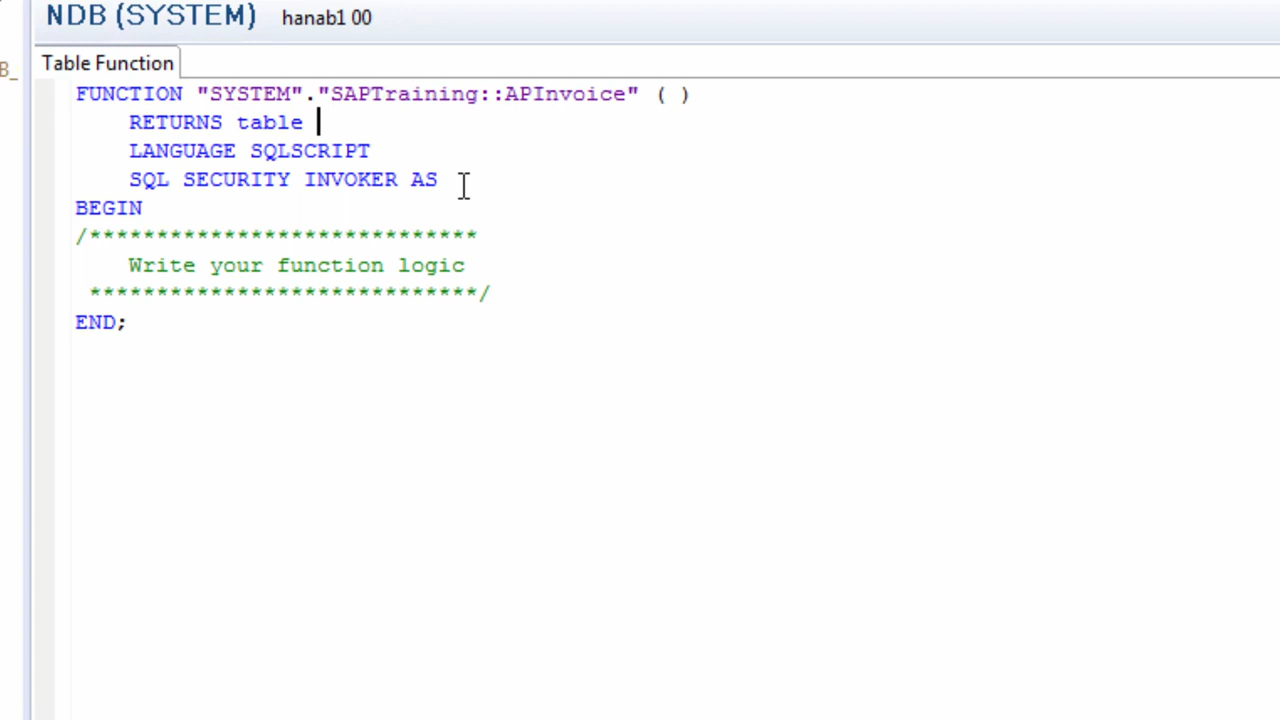 NDB (SYSTEM) hanab1 00
B_
Table Function
FUNCTION "SYSTEM"."SAPTraining::APInvoice" ( )
RETURNS table
LANGUAGE SQLSCRIPT
SQL SECURITY INVOKER AS
BEGIN
/*****************************
Write your function logic
*****************************/
END;